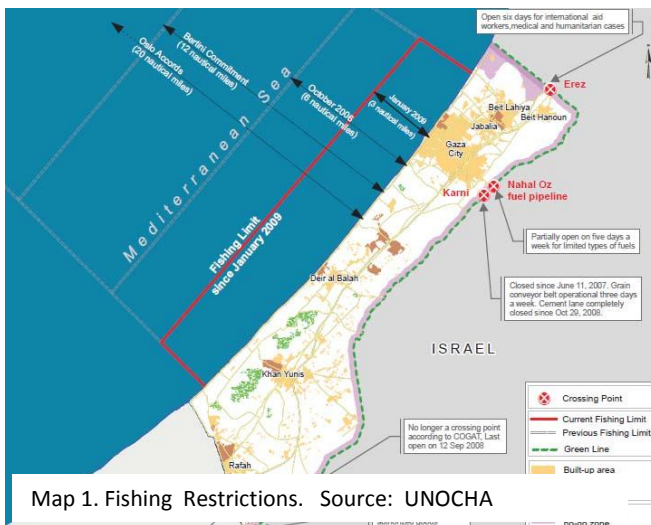 Open six days for international aid
workers,medical and humanitarian cases
Erez
Oslo Accords
(20 nautical miles)
Bertini Commitment
(12 nautical miles)
October 2006
(6 nautical miles)
January 2009
(3 nautical miles)
Mediterranean Sea
Fishing Limit
since January 2009
Beit Lahiya
Beit Hanoun
Jabalia
Gaza
City
Karni
Nahal Oz
fuel pipeline
Partially open on five days a
week for limited types of fuels
Closed since June 11, 2007. Grain
conveyor belt operational three days
a week. Cement lane completely
closed since Oct 29, 2008.
Deir al Balah
ISRAEL
Khan Yunis
Crossing Point
Current Fishing Limit
Previous Fishing Limit
Green Line
Built-up area
No longer a crossing point
according to COGAT, Last
open on 12 Sep 2008
Rafah
Map 1. Fishing Restrictions. Source: UNOCHA